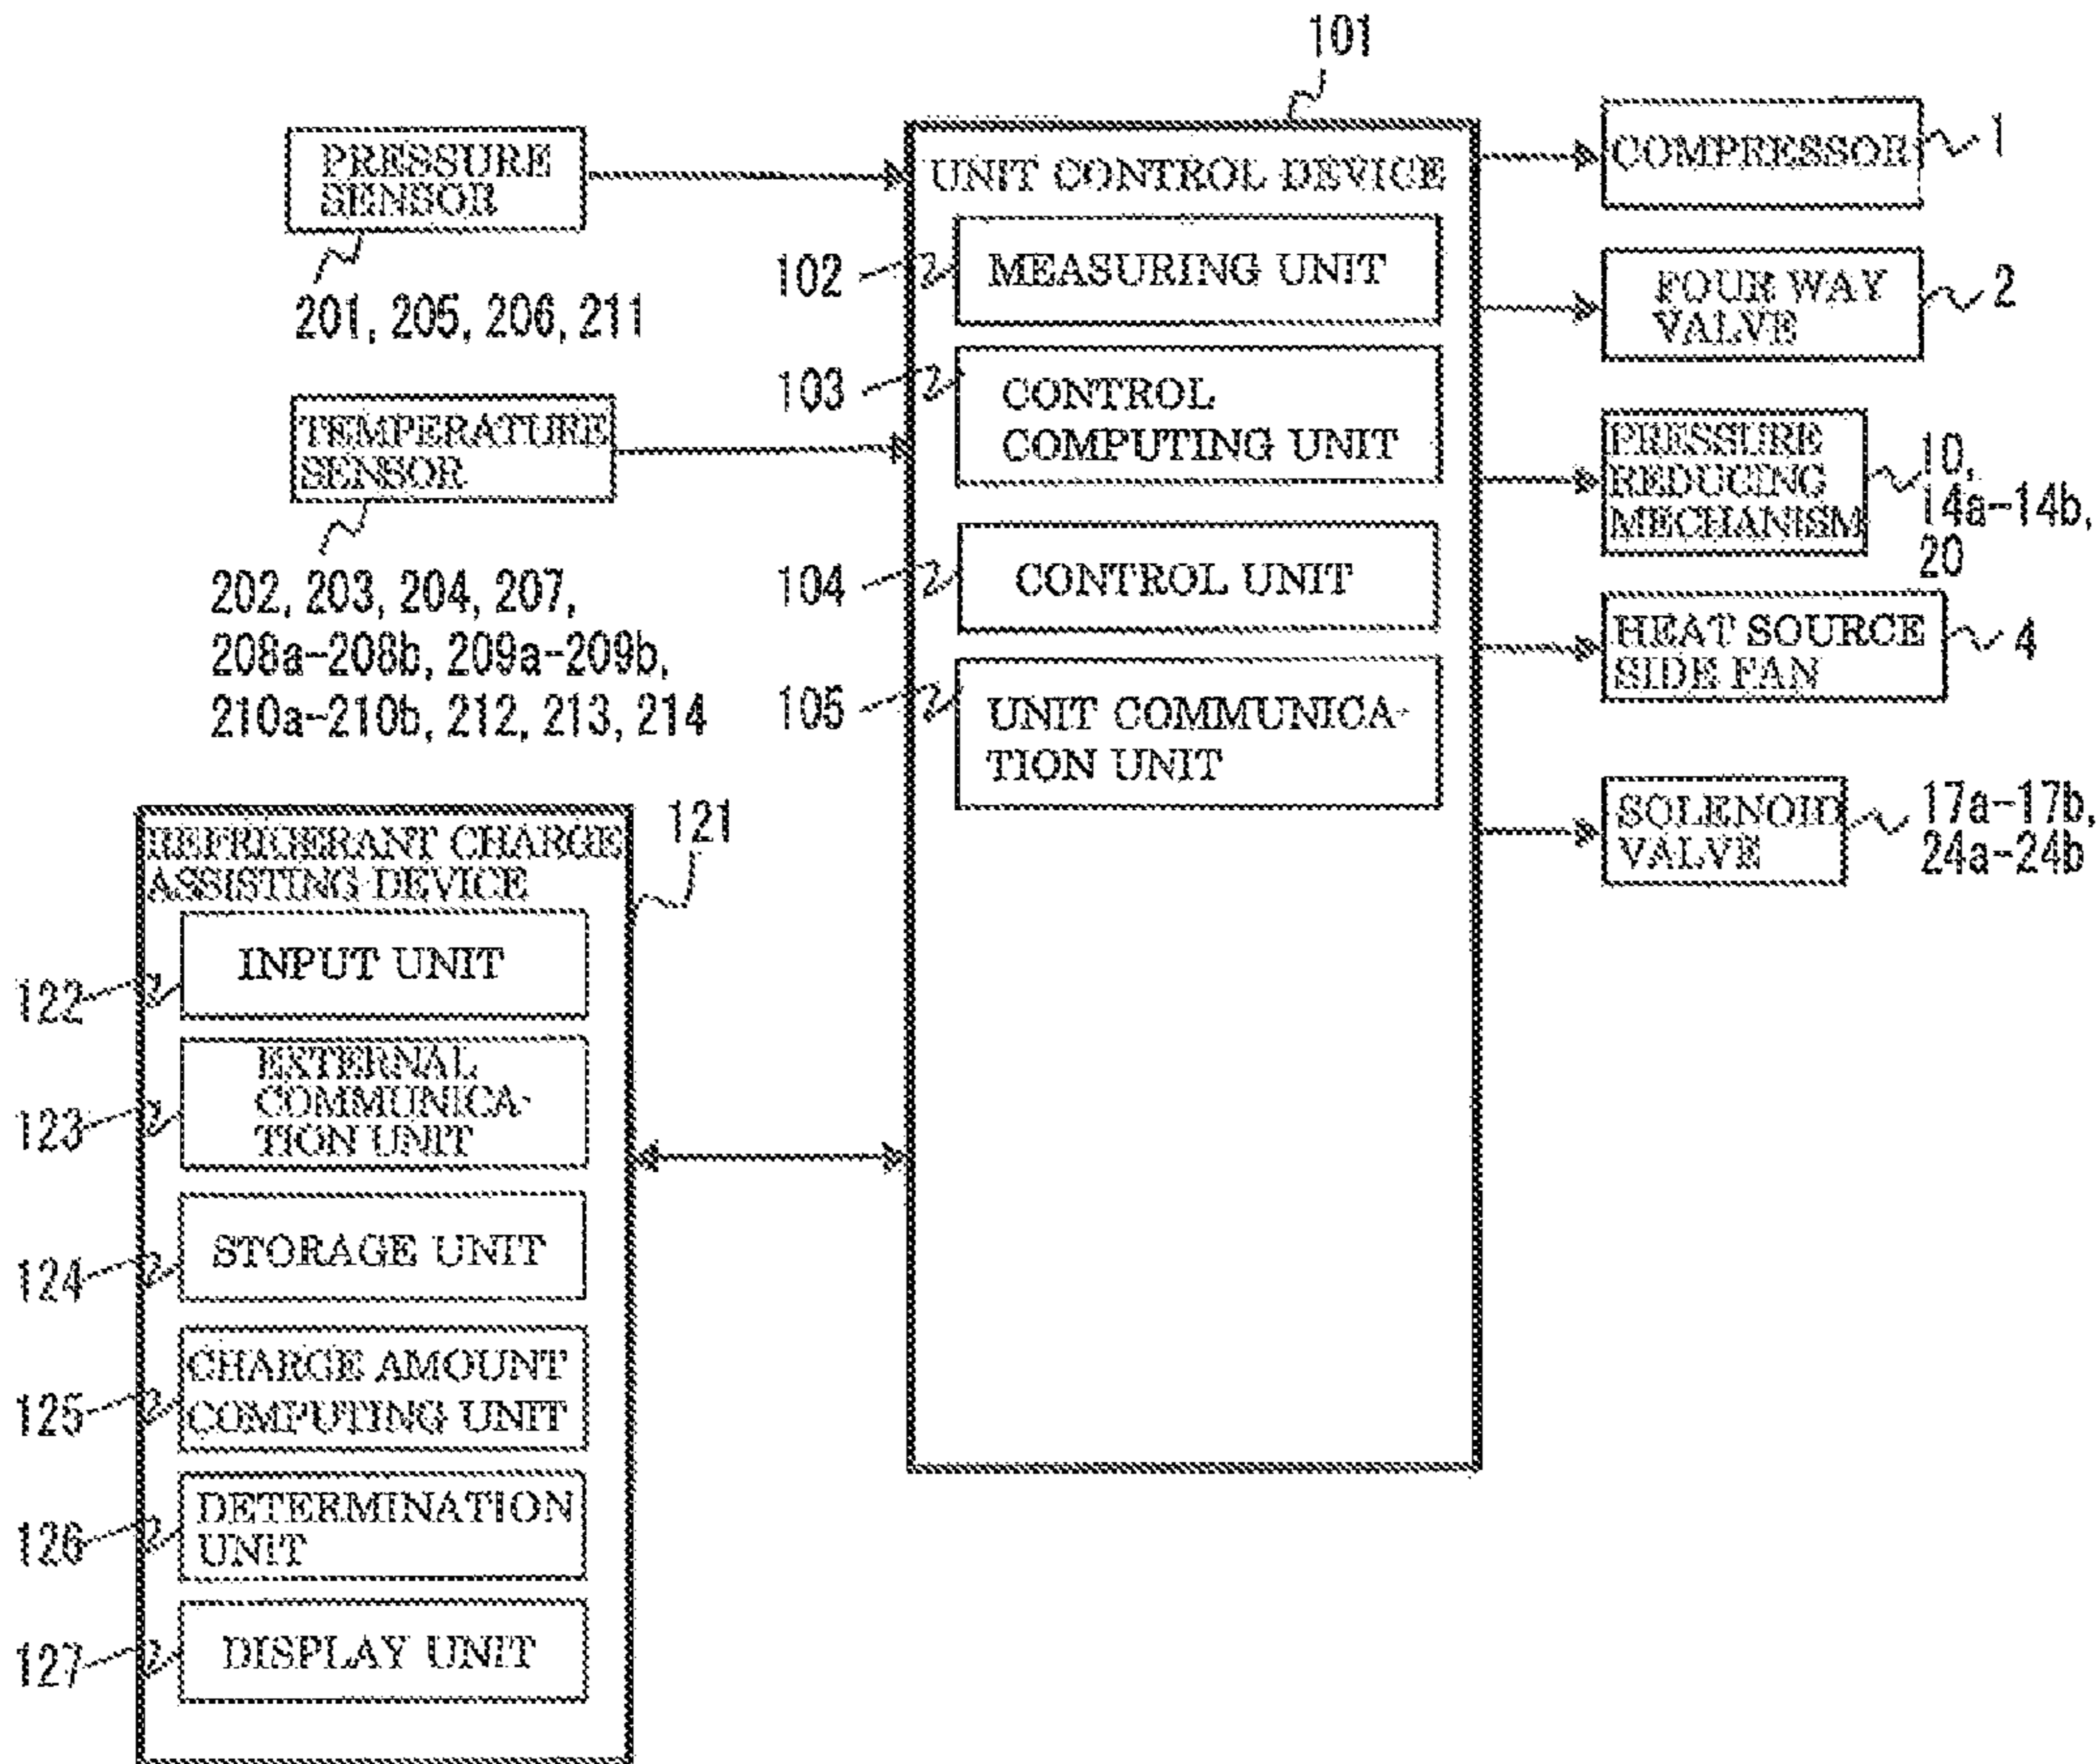 101
PRESSURE
SENSOR
201, 205, 206, 211
TEMPERATURE
SENSOR
202, 203, 204, 207,
208a-208b, 209a-209b,
210a-210b, 212, 213, 214
UNIT CONTROL DEVICE
102
MEASURING UNIT
103
CONTROL
COMPUTING UNIT
104
CONTROL UNIT
105
UNIT COMMUNICA-
TION UNIT
COMPRESSOR
1
FOUR WAY
VALVE
2
PRESSURE
REDUCING
MECHANISM
10,
14a-14b,
20
HEAT SOURCE
SIDE FAN
4
SOLENOID
VALVE
17a-17b,
24a-24b
121
REFRIGERANT CHARGE
ASSISTING DEVICE
122
INPUT UNIT
123
EXTERNAL
COMMUNICA-
TION UNIT
124
STORAGE UNIT
125
CHARGE AMOUNT
COMPUTING UNIT
126
DETERMINATION
UNIT
127
DISPLAY UNIT